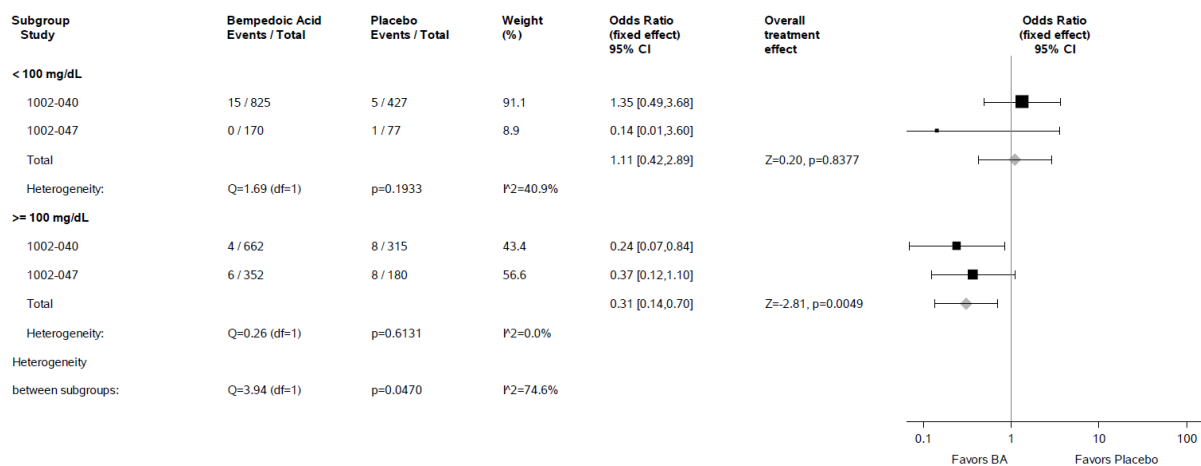 Subgroup Bempedoic Acid Placebo Weight Odds Ratio Overall Odds Ratio
Study Events / Total Events / Total (%) (fixed effect) treatment (fixed effect)
95% CI effect 95% CI
< 100 mg/dL
1002-040 15 / 825 5 / 427 91.1 1.35 [0.49,3.68]
1002-047 0 / 170 1 / 77 8.9 0.14 [0.01,3.60]
Total 1.11 [0.42,2.89] Z=0.20, p=0.8377
Heterogeneity: Q=1.69 (df=1) p=0.1933 I^2=40.9%
>= 100 mg/dL
1002-040 4 / 662 8 / 315 43.4 0.24 [0.07,0.84]
1002-047 6 / 352 8 / 180 56.6 0.37 [0.12,1.10]
Total 0.31 [0.14,0.70] Z=-2.81, p=0.0049
Heterogeneity: Q=0.26 (df=1) p=0.6131 I^2=0.0%
Heterogeneity
between subgroups: Q=3.94 (df=1) p=0.0470 I^2=74.6%
0.1 1 10 100
Favors BA Favors Placebo